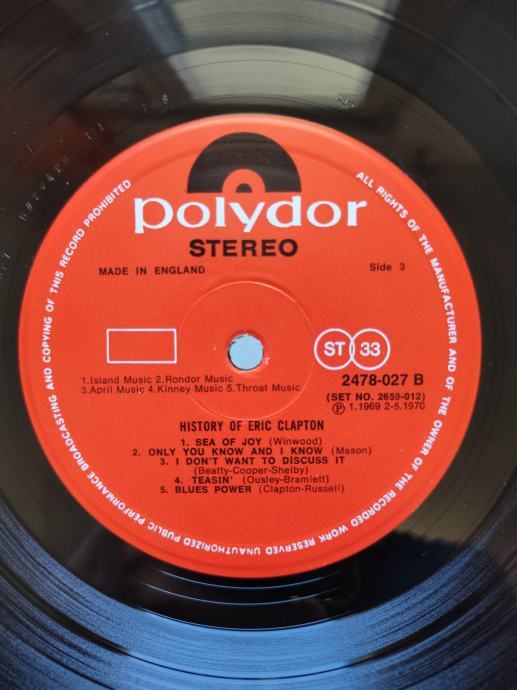 polydor
STEREO
MADE IN ENGLAND
Side 3
ST 33
1.Island Music 2.Rondor Music
3.April Music 4.Kinney Music 5.Throat Music
2478-027 B
(SET NO. 2659-012)
Ⓟ 1.1969 2-5.1970
HISTORY OF ERIC CLAPTON
1. SEA OF JOY (Winwood)
2. ONLY YOU KNOW AND I KNOW (Mason)
3. I DON'T WANT TO DISCUSS IT
(Beatty-Cooper-Shelby)
4. TEASIN' (Ousley-Bramlett)
5. BLUES POWER (Clapton-Russell)
ALL RIGHTS OF THE MANUFACTURER AND OF THE OWNER OF THE RECORDED WORK RESERVED UNAUTHORIZED PUBLIC PERFORMANCE BROADCASTING AND COPYING OF THIS RECORD PROHIBITED